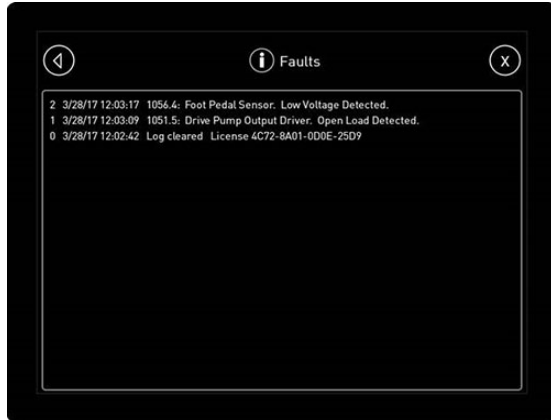 i Faults X
2 3/28/17 12:03:17 1056.4: Foot Pedal Sensor. Low Voltage Detected.
1 3/28/17 12:03:09 1051.5: Drive Pump Output Driver. Open Load Detected.
0 3/28/17 12:02:42 Log cleared License 4C72-8A01-0D0E-25D9